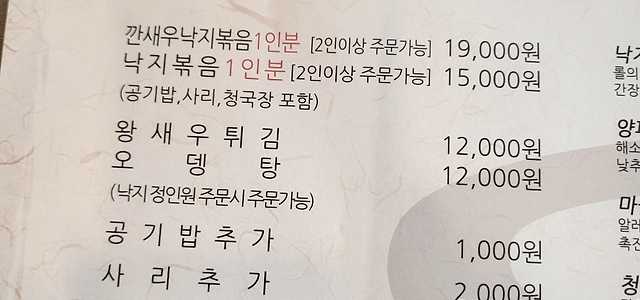 깐새우낙지볶음1인분 [2인이상 주문가능] 19,000원
낙지볶음 1인분 [2인이상 주문가능] 15,000원
(공기밥,사리,청국장 포함)
왕새우튀김 12,000원
오뎅탕 12,000원
(낙지 정인원 주문시 주문가능)
공기밥추가 1,000원
사리추가 2,000원
낙지
롤의
간장
해소
낮추
알러
촉진
청